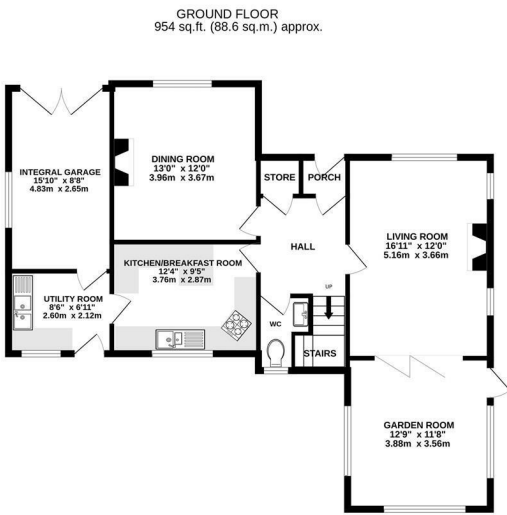 GROUND FLOOR
954 sq.ft. (88.6 sq.m.) approx.
INTEGRAL GARAGE
15'10" x 8'8"
4.83m x 2.65m
DINING ROOM
13'0" x 12'0"
3.96m x 3.67m
STORE
PORCH
LIVING ROOM
16'11" x 12'0"
5.16m x 3.66m
HALL
KITCHEN/BREAKFAST ROOM
12'4" x 9'5"
3.76m x 2.87m
UTILITY ROOM
8'6" x 6'11"
2.60m x 2.12m
UP
WC
STAIRS
GARDEN ROOM
12'9" x 11'8"
3.88m x 3.56m